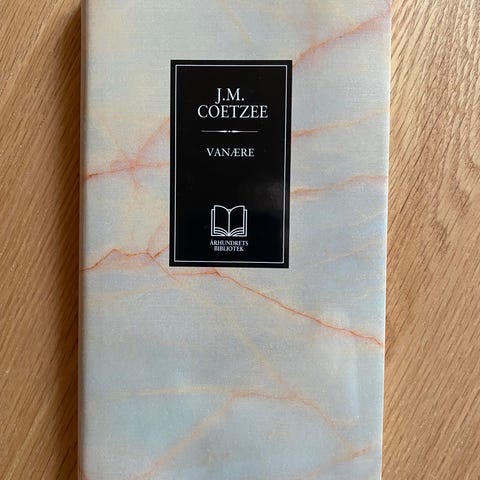 J.M.
COETZEE
VANÆRE
ÅRHUNDRETS
BIBLIOTEK